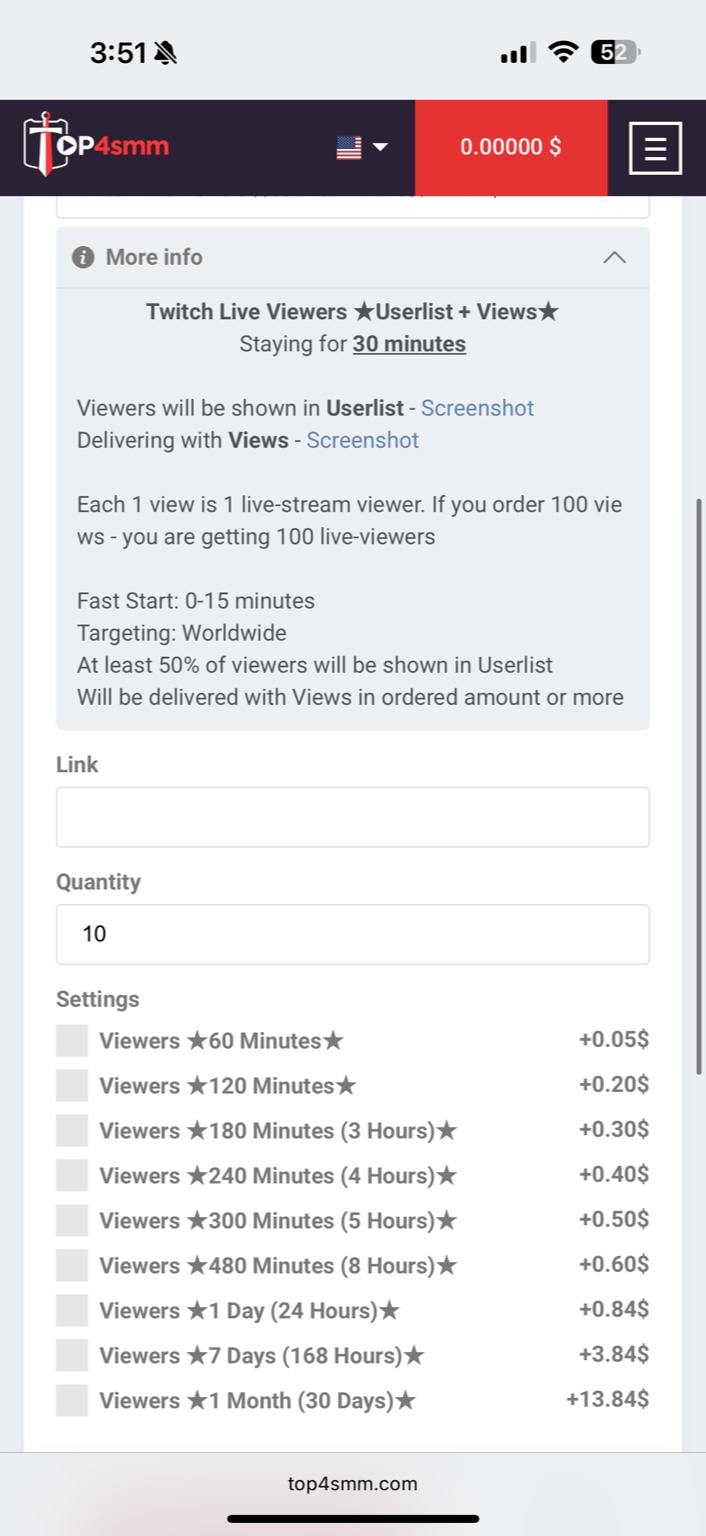 3:51
52
TOP4smm
0.00000 $
More info
Twitch Live Viewers ★Userlist + Views★
Staying for 30 minutes
Viewers will be shown in Userlist - Screenshot
Delivering with Views - Screenshot
Each 1 view is 1 live-stream viewer. If you order 100 vie
ws - you are getting 100 live-viewers
Fast Start: 0-15 minutes
Targeting: Worldwide
At least 50% of viewers will be shown in Userlist
Will be delivered with Views in ordered amount or more
Link
Quantity
10
Settings
Viewers ★60 Minutes★ +0.05$
Viewers ★120 Minutes★ +0.20$
Viewers ★180 Minutes (3 Hours)★ +0.30$
Viewers ★240 Minutes (4 Hours)★ +0.40$
Viewers ★300 Minutes (5 Hours)★ +0.50$
Viewers ★480 Minutes (8 Hours)★ +0.60$
Viewers ★1 Day (24 Hours)★ +0.84$
Viewers ★7 Days (168 Hours)★ +3.84$
Viewers ★1 Month (30 Days)★ +13.84$
top4smm.com